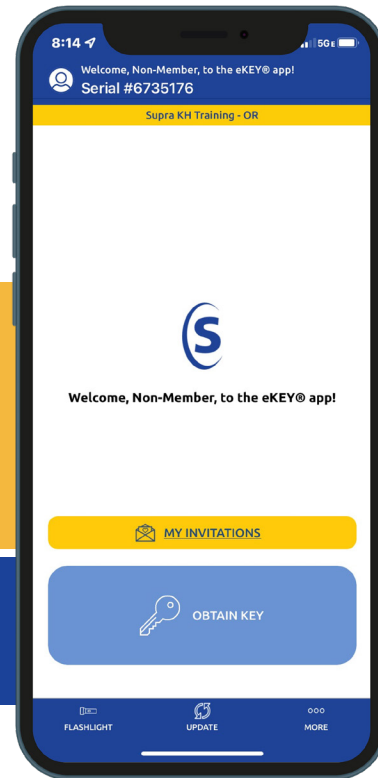 8:14
5GE
Welcome, Non-Member, to the eKEY® app!
Serial #6735176
Supra KH Training - OR
S
Welcome, Non-Member, to the eKEY® app!
MY INVITATIONS
OBTAIN KEY
FLASHLIGHT UPDATE MORE